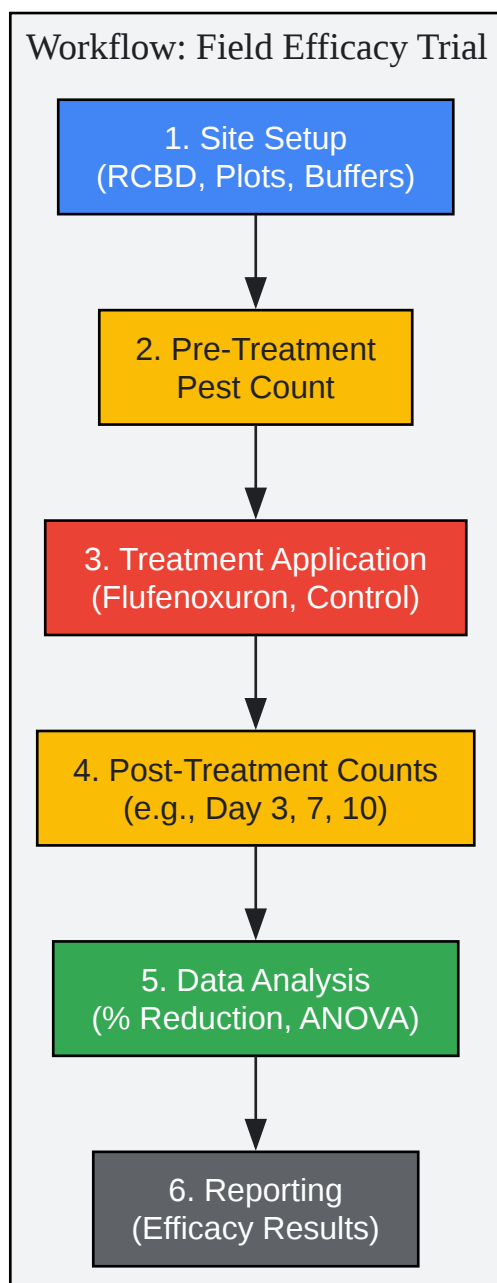 Workflow: Field Efficacy Trial
1. Site Setup
(RCBD, Plots, Buffers)
2. Pre-Treatment
Pest Count
3. Treatment Application
(Flufenoxuron, Control)
4. Post-Treatment Counts
(e.g., Day 3, 7, 10)
5. Data Analysis
(% Reduction, ANOVA)
6. Reporting
(Efficacy Results)